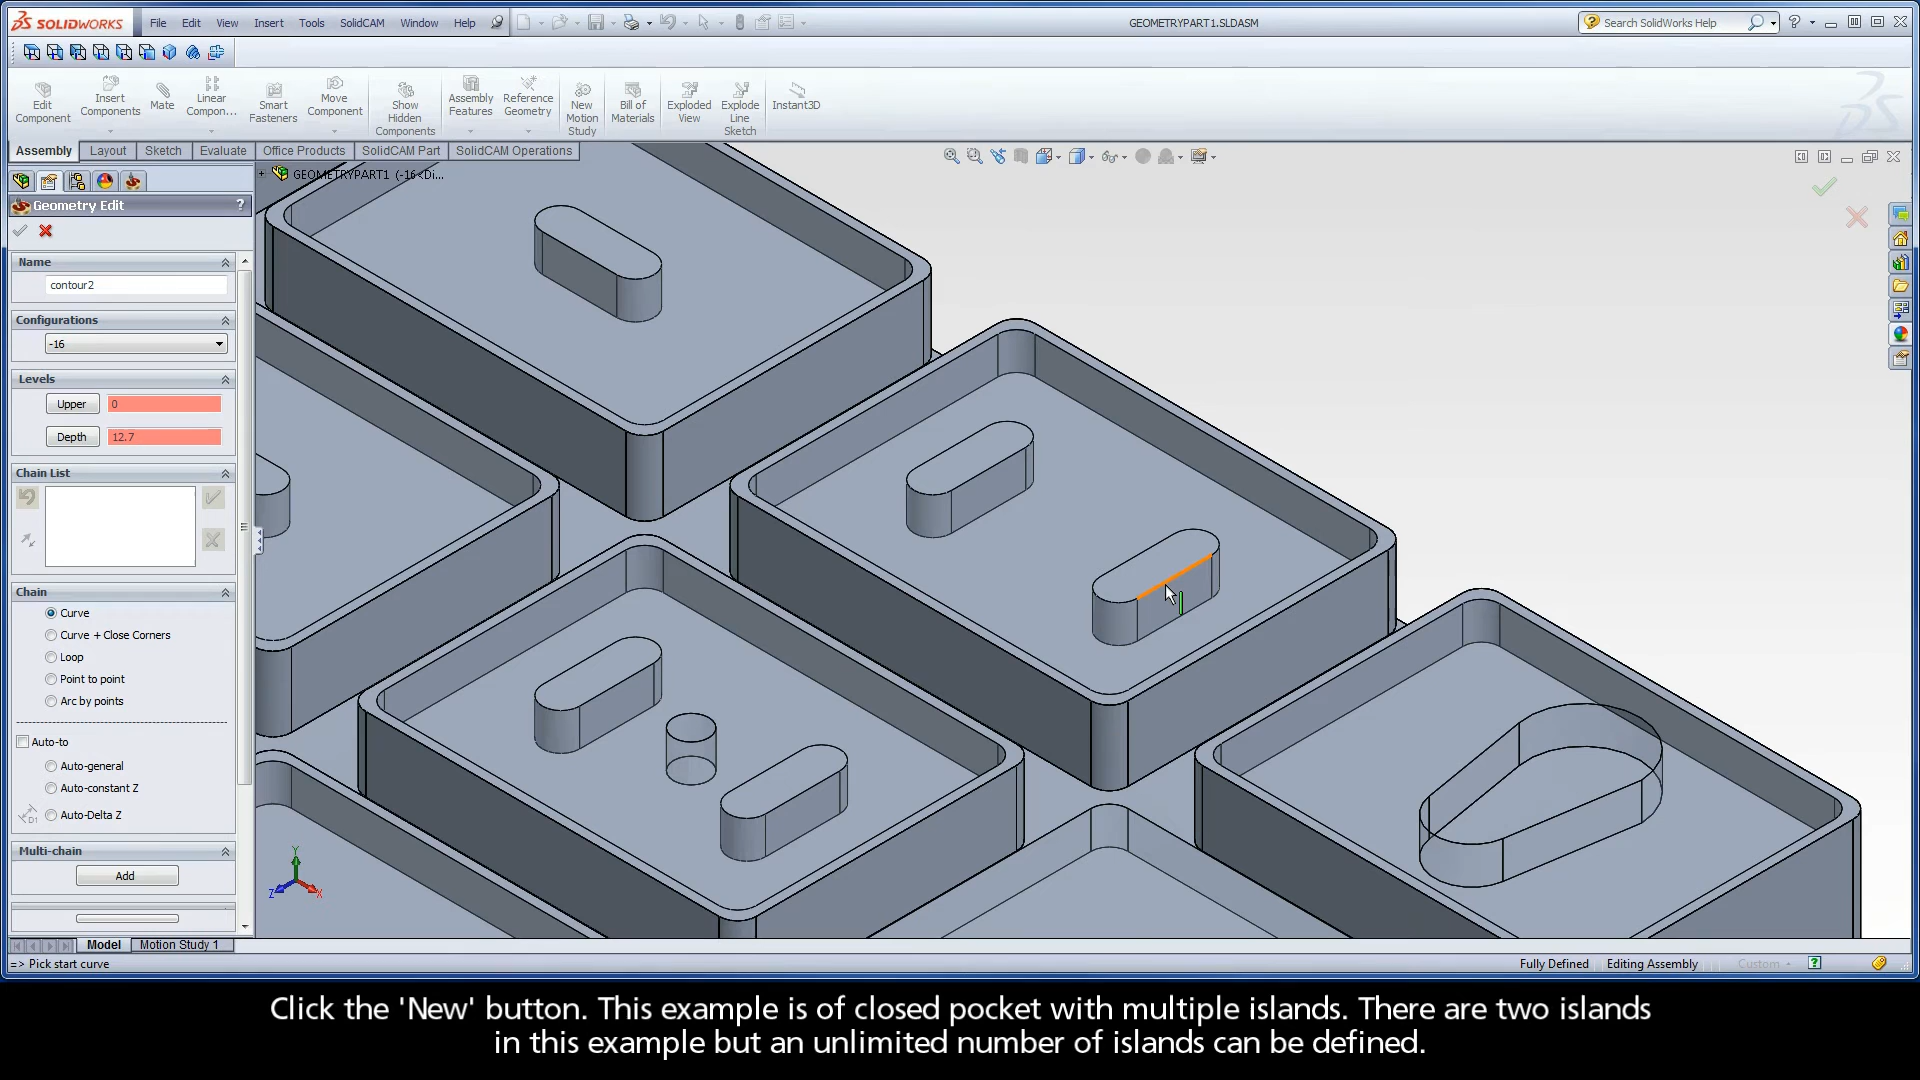 SOLIDWORKS File Edit View Insert Tools SolidCAM Window Help GEOMETRYPART1.SLDASM Search SolidWorks Help
Edit Component
Insert Components
Mate
Linear Compon...
Smart Fasteners
Move Component
Show Hidden Components
Assembly Features
Reference Geometry
New Motion Study
Bill of Materials
Exploded View
Explode Line Sketch
Instant3D
Assembly Layout Sketch Evaluate Office Products SolidCAM Part SolidCAM Operations
GEOMETRYPART1 (-16<Di...
Geometry Edit ?
Name
contour2
Configurations
-16
Levels
Upper 0
Depth 12.7
Chain List
Chain
Curve
Curve + Close Corners
Loop
Point to point
Arc by points
Auto-to
Auto-general
Auto-constant Z
D1 Auto-Delta Z
Multi-chain
Add
Y
Z X
Model Motion Study 1
=> Pick start curve Fully Defined Editing Assembly Custom
Click the 'New' button. This example is of closed pocket with multiple islands. There are two islands
in this example but an unlimited number of islands can be defined.